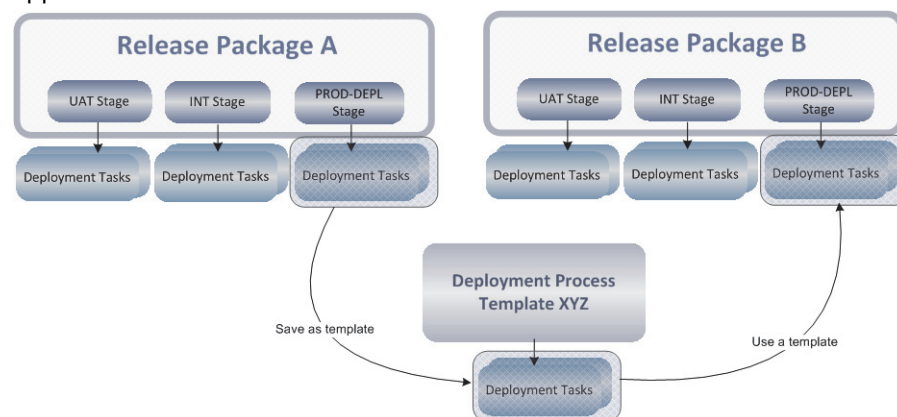 Release Package A
Release Package B
UAT Stage
INT Stage
PROD-DEPL
Stage
UAT Stage
INT Stage
PROD-DEPL
Stage
Deployment Tasks
Deployment Tasks
Deployment Tasks
Deployment Tasks
Deployment Tasks
Deployment Tasks
Deployment Process
Template XYZ
Save as template
Use a template
Deployment Tasks